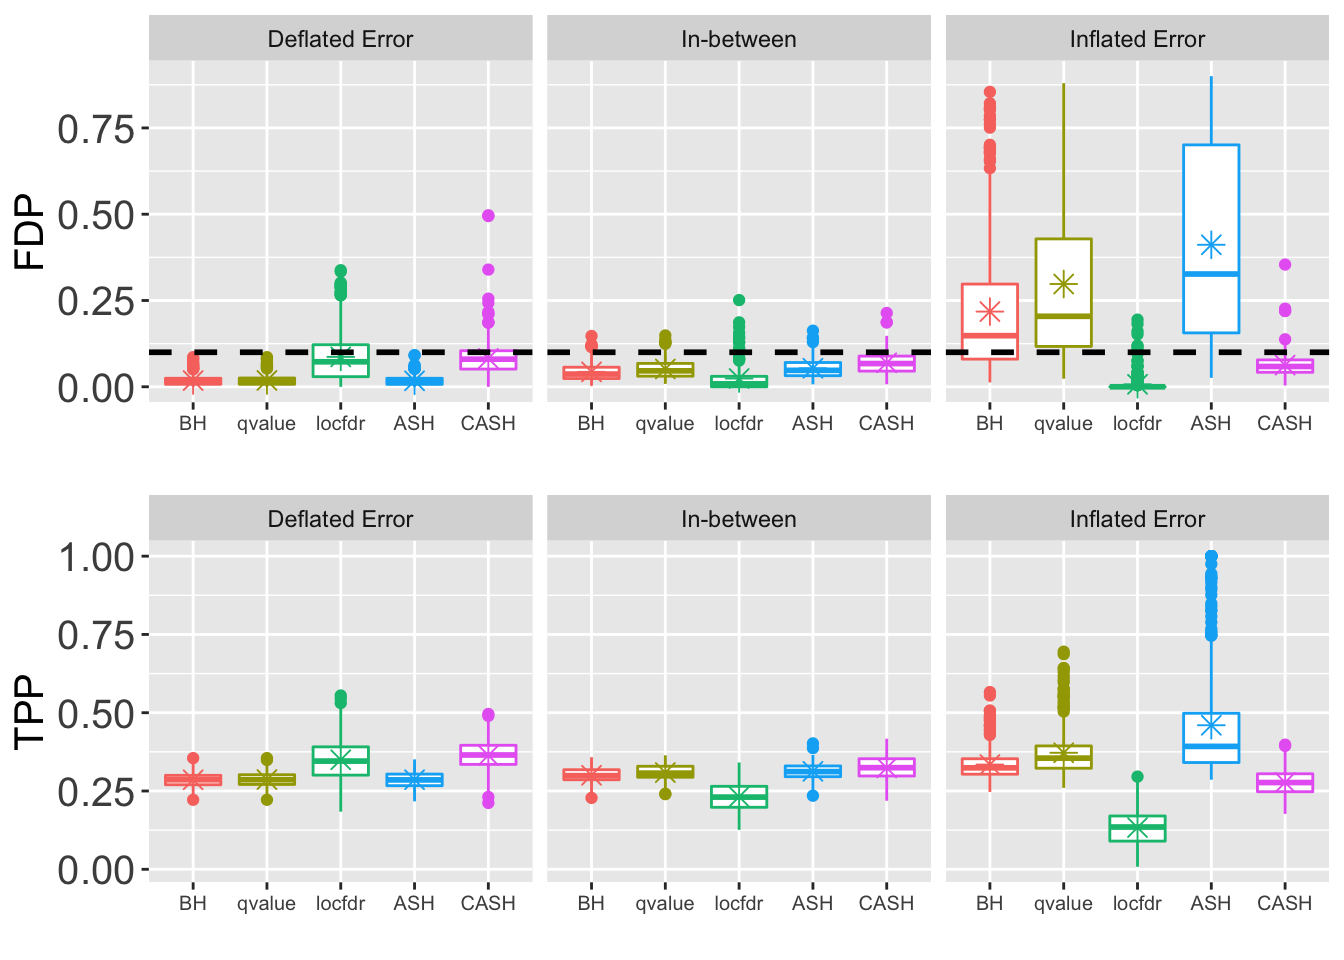 Deflated Error In-between Inflated Error
FDP
0.75
0.50
0.25
0.00
BH qvalue locfdr ASH CASH BH qvalue locfdr ASH CASH BH qvalue locfdr ASH CASH
Deflated Error In-between Inflated Error
TPP
1.00
0.75
0.50
0.25
0.00
BH qvalue locfdr ASH CASH BH qvalue locfdr ASH CASH BH qvalue locfdr ASH CASH